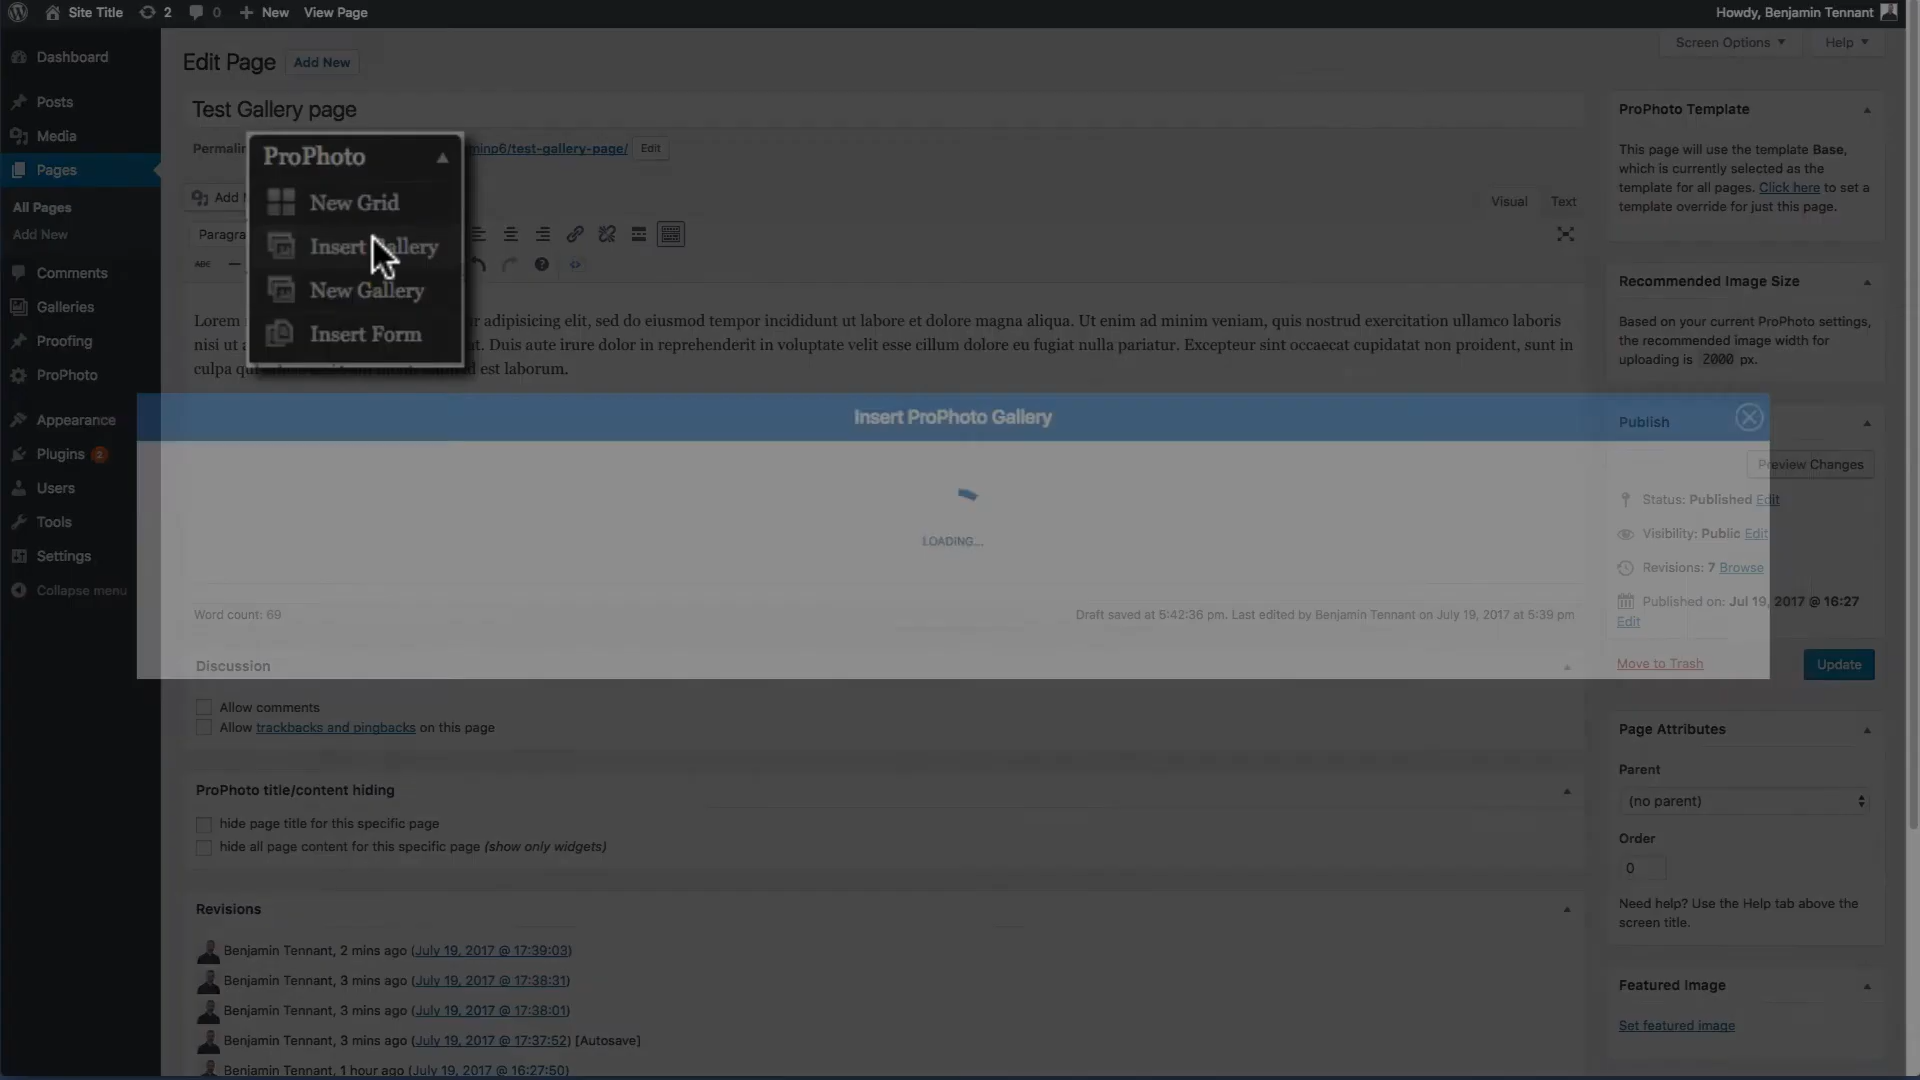 Site Title 2 0 New View Page
Howdy, Benjamin Tennant
Dashboard
Posts
Media
Pages
All Pages
Add New
Comments
Galleries
Proofing
ProPhoto
Appearance
Plugins 2
Users
Tools
Settings
Collapse menu
Screen Options Help
Edit Page Add New
Test Gallery page
minp6/test-gallery-page/ Edit
Add
Visual Text
ABC
ProPhoto
New Grid
Insert Gallery
New Gallery
Insert Form
Lorem adipisicing elit, sed do eiusmod tempor incididunt ut labore et dolore magna aliqua. Ut enim ad minim veniam, quis nostrud exercitation ullamco laboris
nisi ut t. Duis aute irure dolor in reprehenderit in voluptate velit esse cillum dolore eu fugiat nulla pariatur. Excepteur sint occaecat cupidatat non proident, sunt in
culpa est laborum.
Insert ProPhoto Gallery
LOADING...
Word count: 69
Draft saved at 5:42:36 pm. Last edited by Benjamin Tennant on July 19, 2017 at 5:39 pm
Discussion
Allow comments
Allow trackbacks and pingbacks on this page
ProPhoto title/content hiding
hide page title for this specific page
hide all page content for this specific page (show only widgets)
Revisions
Benjamin Tennant, 2 mins ago (July 19, 2017 @ 17:39:03)
Benjamin Tennant, 3 mins ago (July 19, 2017 @ 17:38:31)
Benjamin Tennant, 3 mins ago (July 19, 2017 @ 17:38:01)
Benjamin Tennant, 3 mins ago (July 19, 2017 @ 17:37:52) [Autosave]
Benjamin Tennant, 1 hour ago (July 19, 2017 @ 16:27:50)
ProPhoto Template
This page will use the template Base,
which is currently selected as the
template for all pages. Click here to set a
template override for just this page.
Recommended Image Size
Based on your current ProPhoto settings,
the recommended image width for
uploading is 2000 px.
Publish
Preview Changes
Status: Published Edit
Visibility: Public Edit
Revisions: 7 Browse
Published on: Jul 19, 2017 @ 16:27
Edit
Move to Trash
Update
Page Attributes
Parent
(no parent)
Order
0
Need help? Use the Help tab above the
screen title.
Featured Image
Set featured image